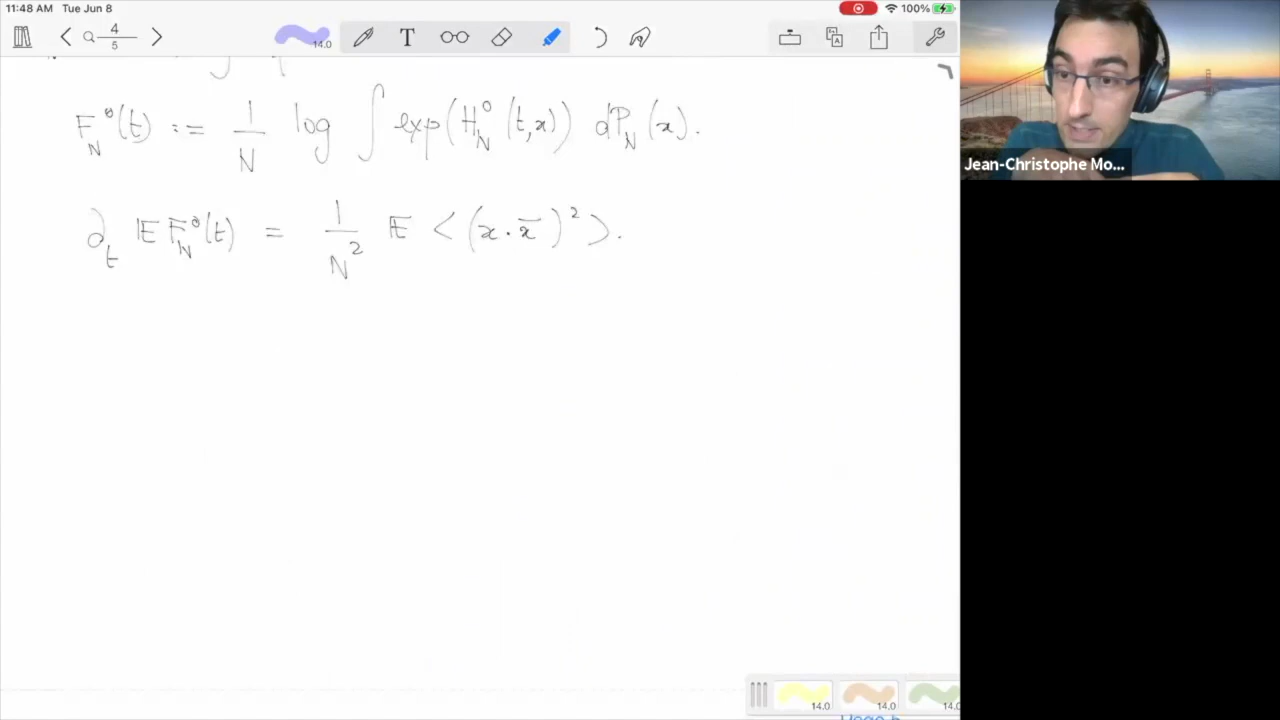 11:48 AM Tue Jun 8
100%
4
5
14.0
T
F_N^0(t) := 1/N log ∫ exp(H_N^0(t,x)) dP_N(x).
∂_t 𝔼 F_N^0(t) = 1/N^2 𝔼 < (x · x̄)^2 >.
Jean-Christophe Mo...
14.0
14.0
14.0